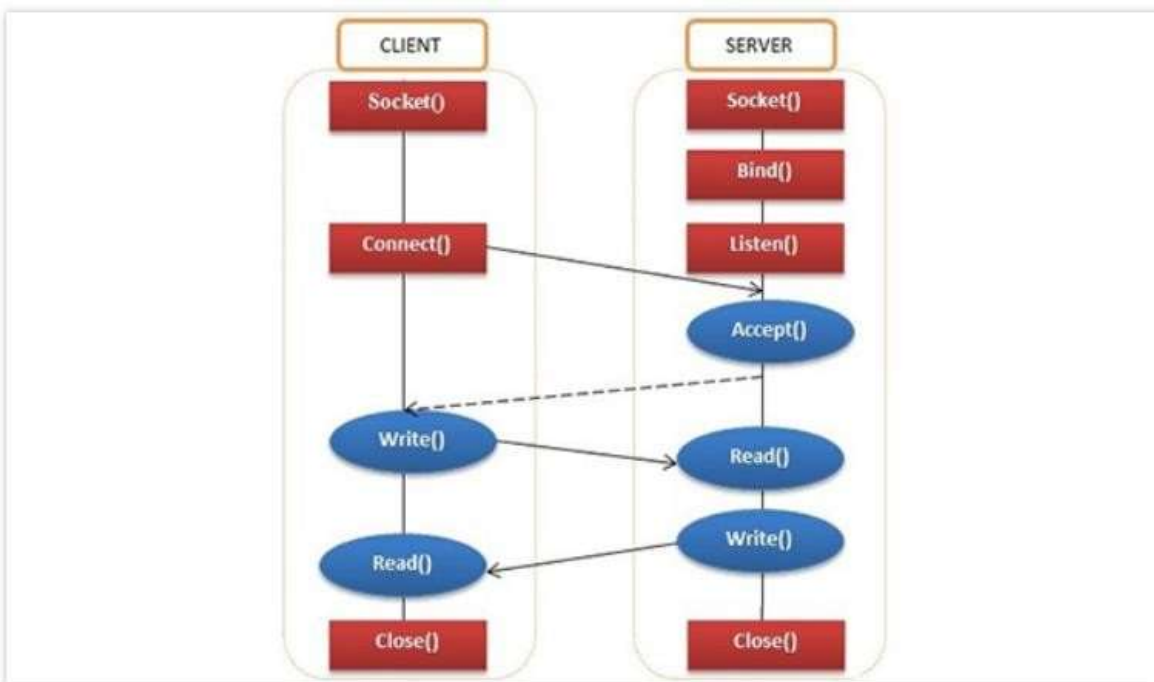 CLIENT
SERVER
Socket()
Socket()
Bind()
Connect()
Listen()
Accept()
Write()
Read()
Write()
Read()
Close()
Close()